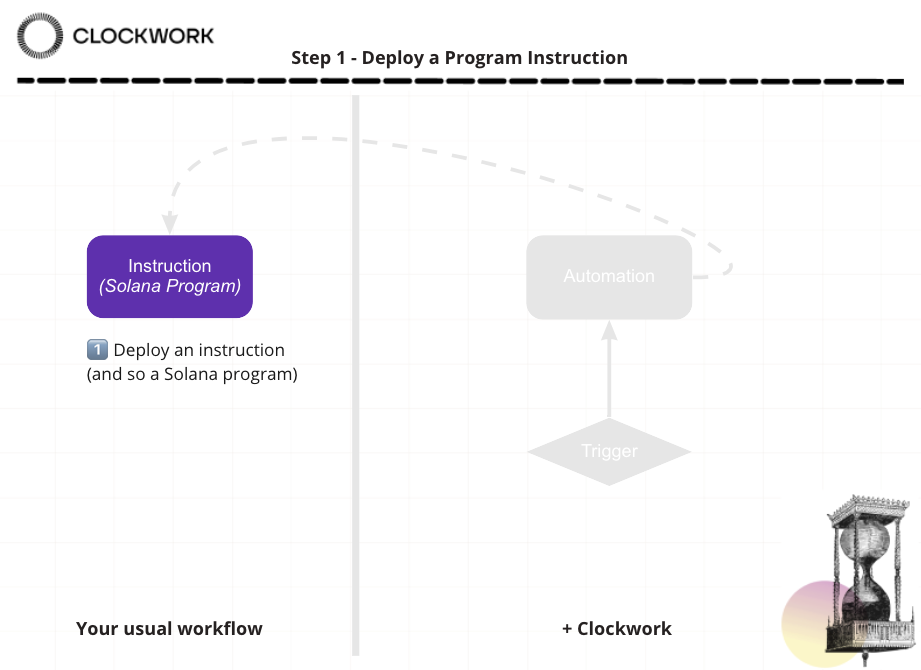 CLOCKWORK
Step 1 - Deploy a Program Instruction
Instruction
(Solana Program)
1 Deploy an instruction
(and so a Solana program)
Automation
Trigger
Your usual workflow
+ Clockwork